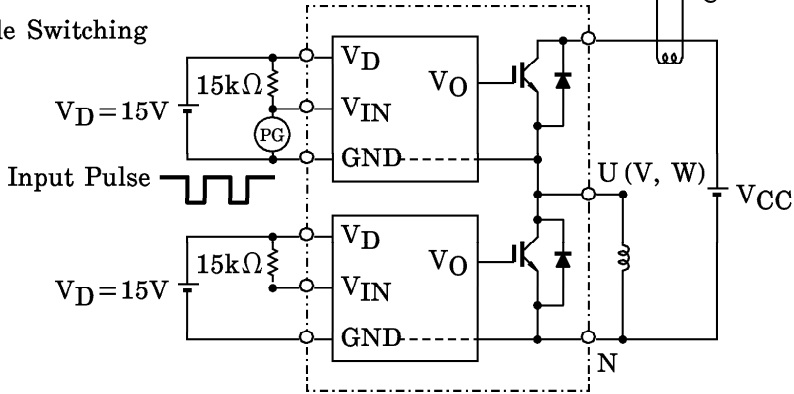 le Switching
V_D
15kΩ
V_O
V_D=15V
V_IN
PG
GND
Input Pulse
U (V, W)
V_CC
V_D
15kΩ
V_O
V_D=15V
V_IN
GND
N